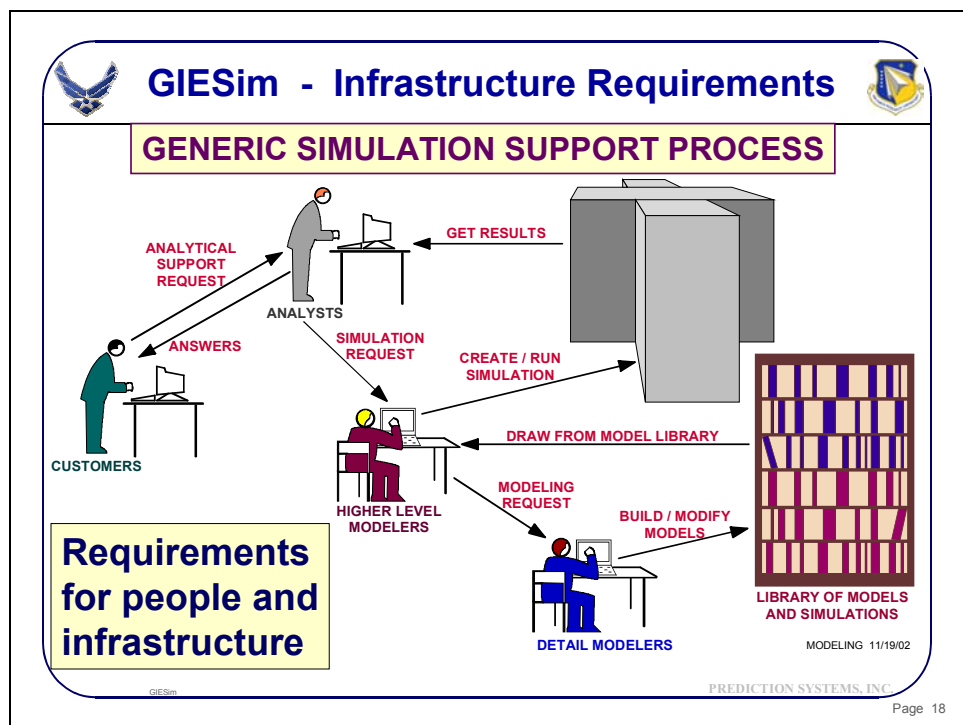 GIESim - Infrastructure Requirements
GENERIC SIMULATION SUPPORT PROCESS
GET RESULTS
ANALYTICAL
SUPPORT
REQUEST
ANALYSTS
ANSWERS
SIMULATION
REQUEST
CREATE / RUN
SIMULATION
CUSTOMERS
DRAW FROM MODEL LIBRARY
HIGHER LEVEL
MODELERS
MODELING
REQUEST
BUILD / MODIFY
MODELS
Requirements
for people and
infrastructure
LIBRARY OF MODELS
AND SIMULATIONS
DETAIL MODELERS
MODELING 11/19/02
GIESim
PREDICTION SYSTEMS, INC.
Page 18